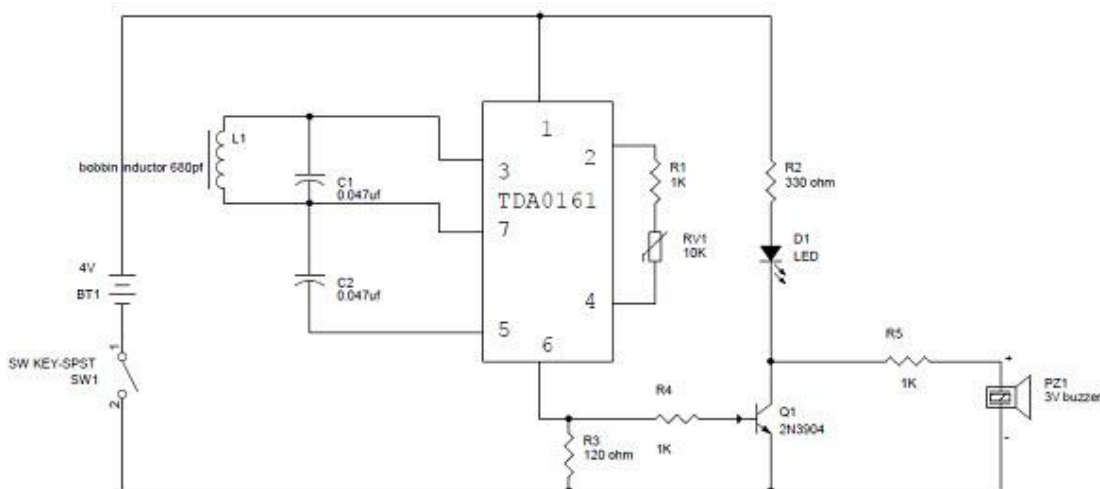 L1
bobbin inductor 680pf
C1
0.047uf
C2
0.047uf
4V
BT1
1
SW KEY-SPST
SW1
2
1
2
3
TDA0161
7
4
5
6
R1
1K
RV1
10K
R2
330 ohm
D1
LED
R5
1K
+
PZ1
3V buzzer
-
R4
1K
Q1
2N3904
R3
120 ohm